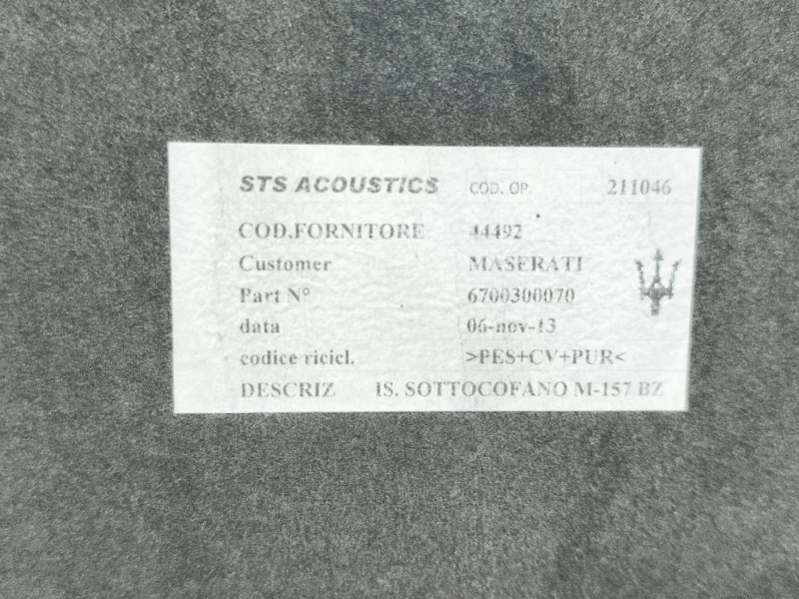 STS ACOUSTICS COD. OP. 211046
COD.FORNITORE 44492
Customer MASERATI
Part N° 6700300070
data 06-nov-13
codice ricicl. >PES+CV+PUR<
DESCRIZ IS. SOTTOCOFANO M-157 BZ